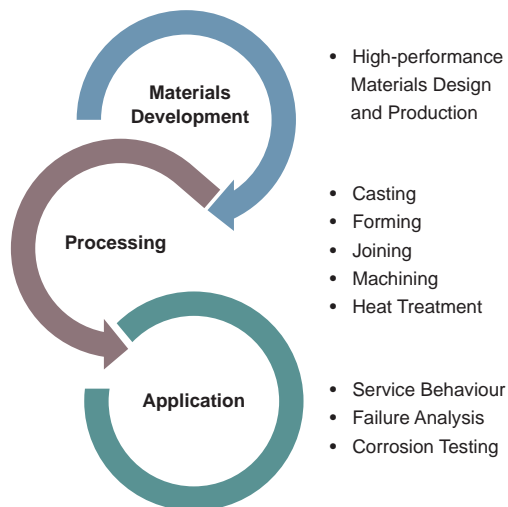 Materials
Development
• High-performance
Materials Design
and Production
Processing
• Casting
• Forming
• Joining
• Machining
• Heat Treatment
Application
• Service Behaviour
• Failure Analysis
• Corrosion Testing